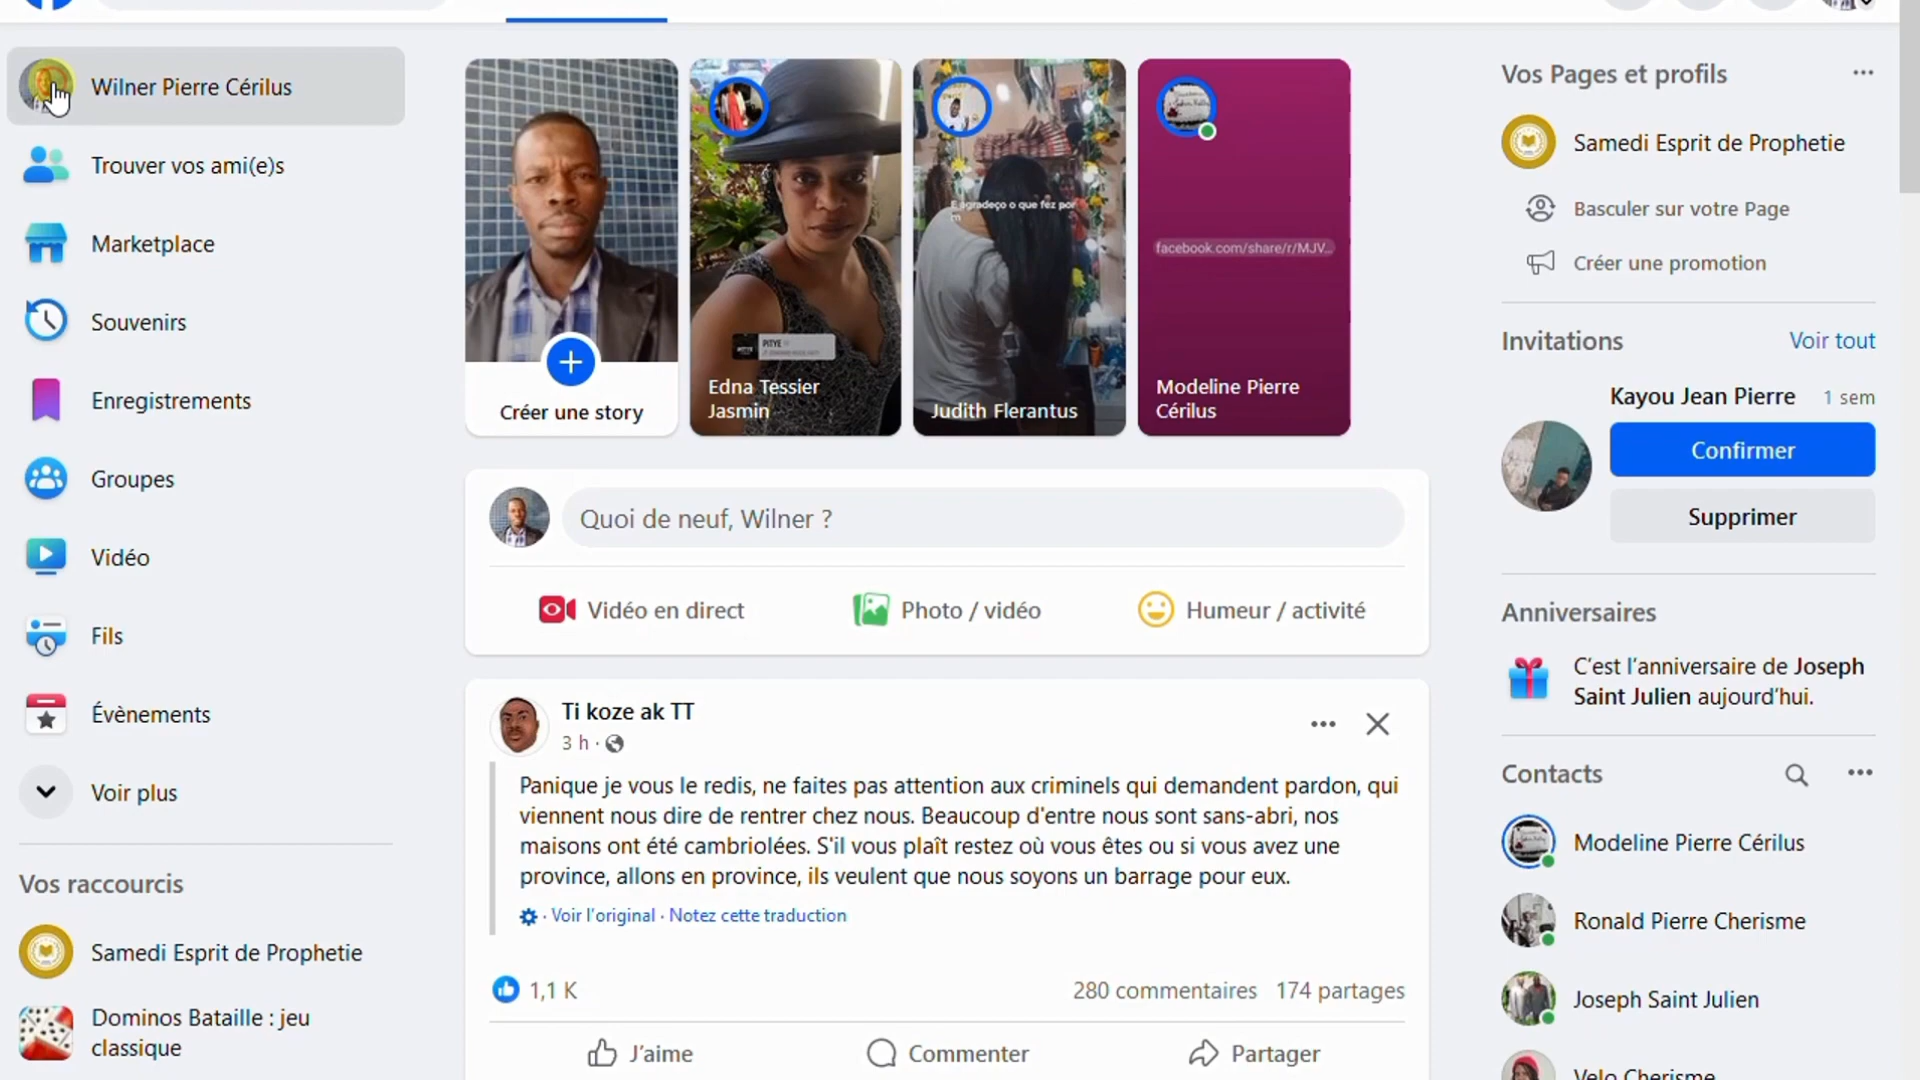 Wilner Pierre Cérilus
Trouver vos ami(e)s
Marketplace
Souvenirs
Enregistrements
Groupes
Vidéo
Fils
Évènements
Voir plus
Vos raccourcis
Samedi Esprit de Prophetie
Dominos Bataille : jeu
classique
Créer une story
PITYE
Edna Tessier
Jasmin
E agradeço o que fez por
m
Judith Flerantus
facebook.com/share/r/MJV...
Modeline Pierre
Cérilus
Quoi de neuf, Wilner ?
Vidéo en direct
Photo / vidéo
Humeur / activité
Ti koze ak TT
3 h ·
Panique je vous le redis, ne faites pas attention aux criminels qui demandent pardon, qui
viennent nous dire de rentrer chez nous. Beaucoup d'entre nous sont sans-abri, nos
maisons ont été cambriolées. S'il vous plaît restez où vous êtes ou si vous avez une
province, allons en province, ils veulent que nous soyons un barrage pour eux.
· Voir l'original · Notez cette traduction
1,1 K
280 commentaires 174 partages
J'aime
Commenter
Partager
Vos Pages et profils
Samedi Esprit de Prophetie
Basculer sur votre Page
Créer une promotion
Invitations
Voir tout
Kayou Jean Pierre 1 sem
Confirmer
Supprimer
Anniversaires
C'est l'anniversaire de Joseph
Saint Julien aujourd'hui.
Contacts
Modeline Pierre Cérilus
Ronald Pierre Cherisme
Joseph Saint Julien
Velo Cherisme